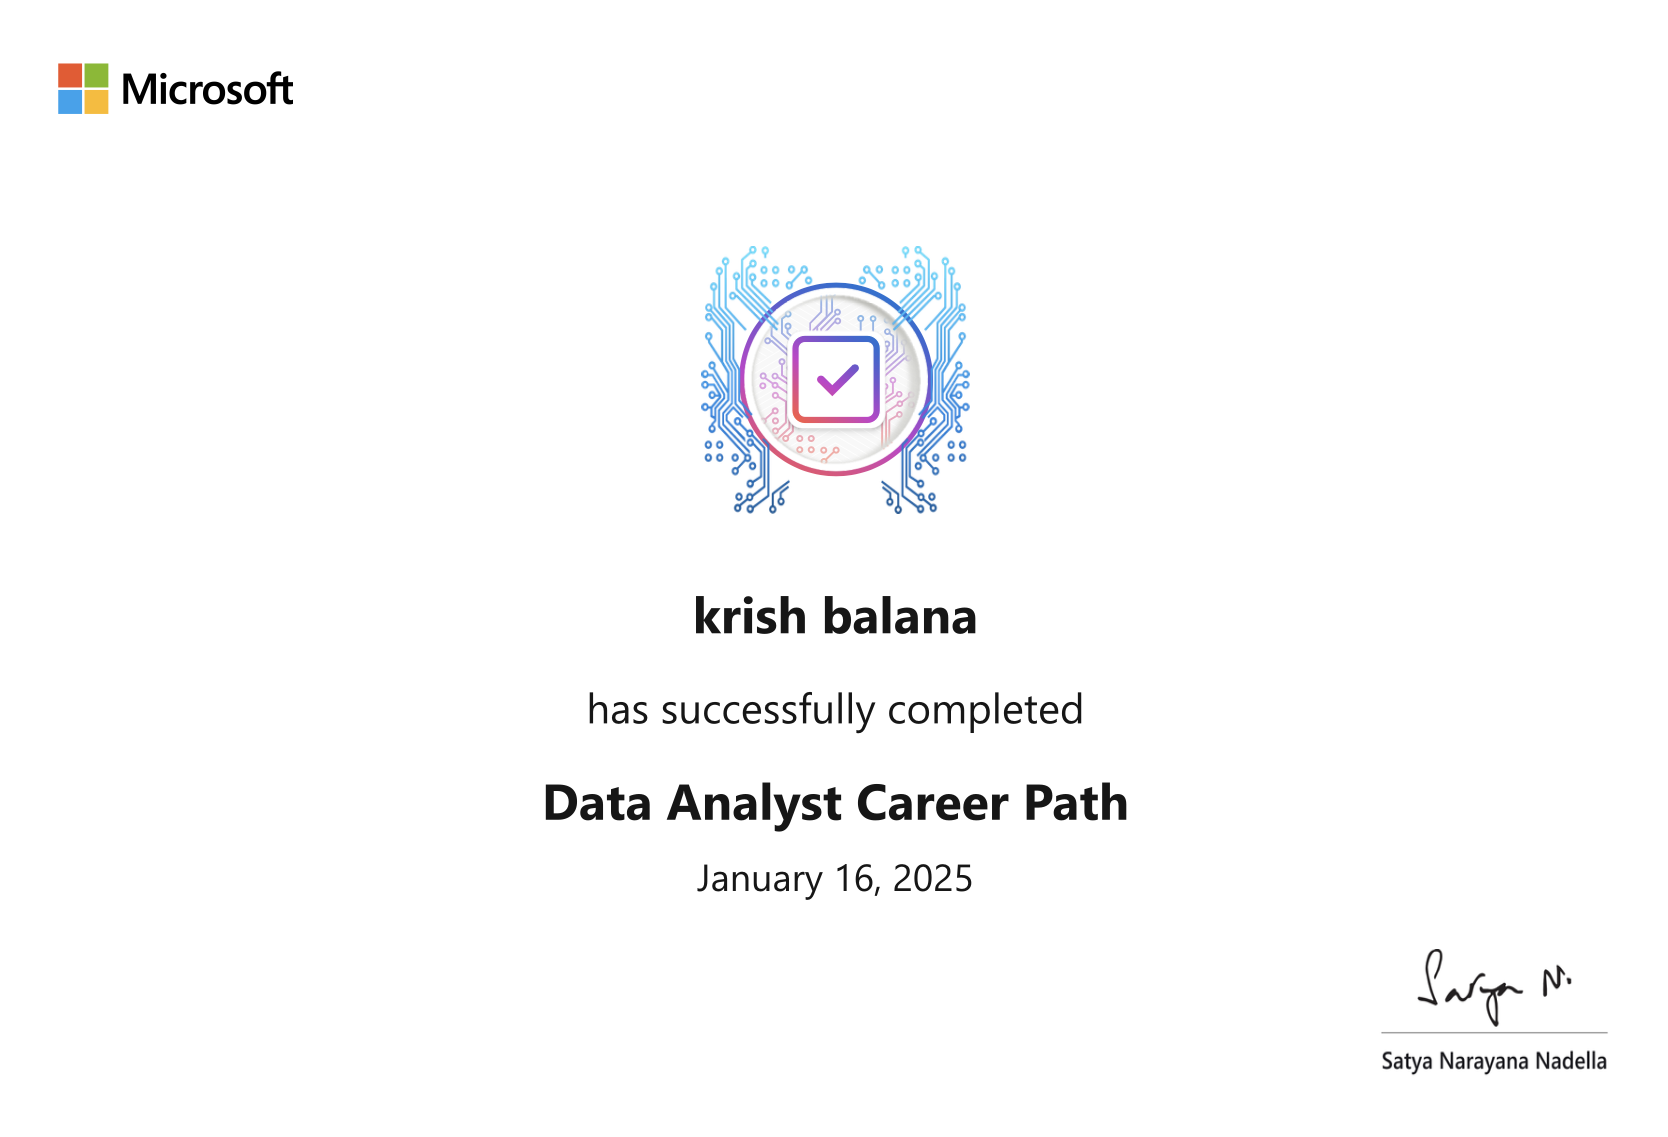 Microsoft
krish balana
has successfully completed
Data Analyst Career Path
January 16, 2025
Satya N.
Satya Narayana Nadella